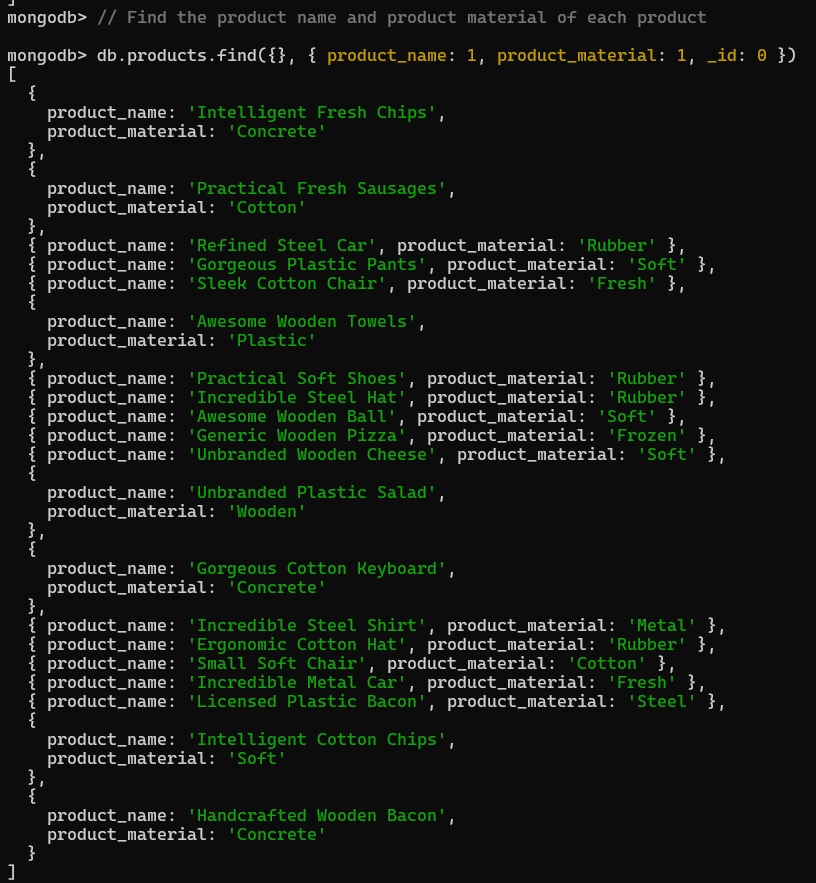 ]
mongodb> // Find the product name and product material of each product
mongodb> db.products.find({}, { product_name: 1, product_material: 1, _id: 0 })
[
  {
    product_name: 'Intelligent Fresh Chips',
    product_material: 'Concrete'
  },
  {
    product_name: 'Practical Fresh Sausages',
    product_material: 'Cotton'
  },
  { product_name: 'Refined Steel Car', product_material: 'Rubber' },
  { product_name: 'Gorgeous Plastic Pants', product_material: 'Soft' },
  { product_name: 'Sleek Cotton Chair', product_material: 'Fresh' },
  {
    product_name: 'Awesome Wooden Towels',
    product_material: 'Plastic'
  },
  { product_name: 'Practical Soft Shoes', product_material: 'Rubber' },
  { product_name: 'Incredible Steel Hat', product_material: 'Rubber' },
  { product_name: 'Awesome Wooden Ball', product_material: 'Soft' },
  { product_name: 'Generic Wooden Pizza', product_material: 'Frozen' },
  { product_name: 'Unbranded Wooden Cheese', product_material: 'Soft' },
  {
    product_name: 'Unbranded Plastic Salad',
    product_material: 'Wooden'
  },
  {
    product_name: 'Gorgeous Cotton Keyboard',
    product_material: 'Concrete'
  },
  { product_name: 'Incredible Steel Shirt', product_material: 'Metal' },
  { product_name: 'Ergonomic Cotton Hat', product_material: 'Rubber' },
  { product_name: 'Small Soft Chair', product_material: 'Cotton' },
  { product_name: 'Incredible Metal Car', product_material: 'Fresh' },
  { product_name: 'Licensed Plastic Bacon', product_material: 'Steel' },
  {
    product_name: 'Intelligent Cotton Chips',
    product_material: 'Soft'
  },
  {
    product_name: 'Handcrafted Wooden Bacon',
    product_material: 'Concrete'
  }
]